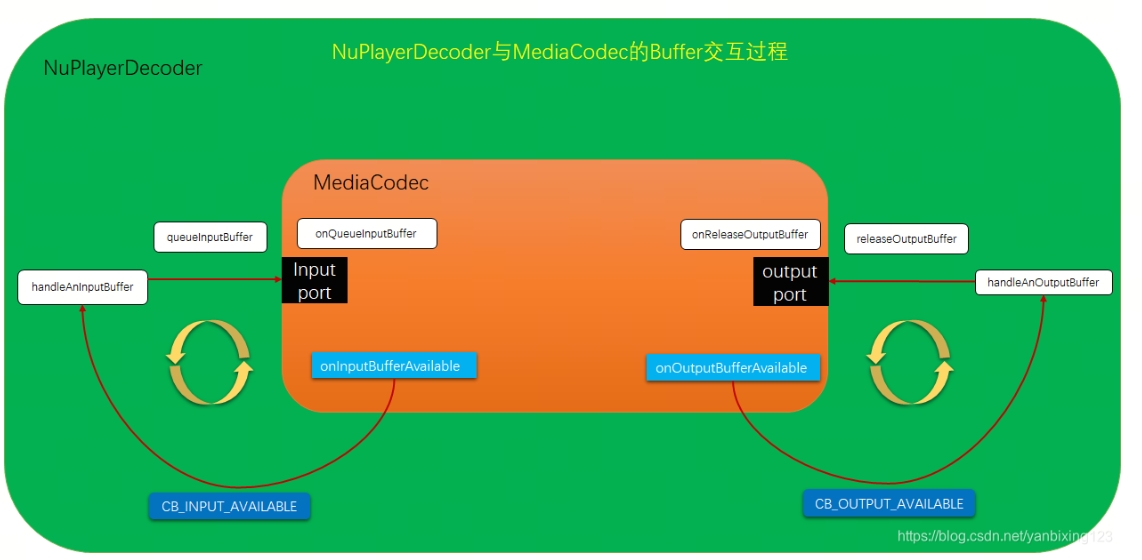 NuPlayerDecoder与MediaCodec的Buffer交互过程
NuPlayerDecoder
MediaCodec
queueInputBuffer
onQueueInputBuffer
onReleaseOutputBuffer
releaseOutputBuffer
handleAnInputBuffer
Input
port
output
port
handleAnOutputBuffer
onInputBufferAvailable
onOutputBufferAvailable
CB_INPUT_AVAILABLE
CB_OUTPUT_AVAILABLE
https://blog.csdn.net/yanbixing123